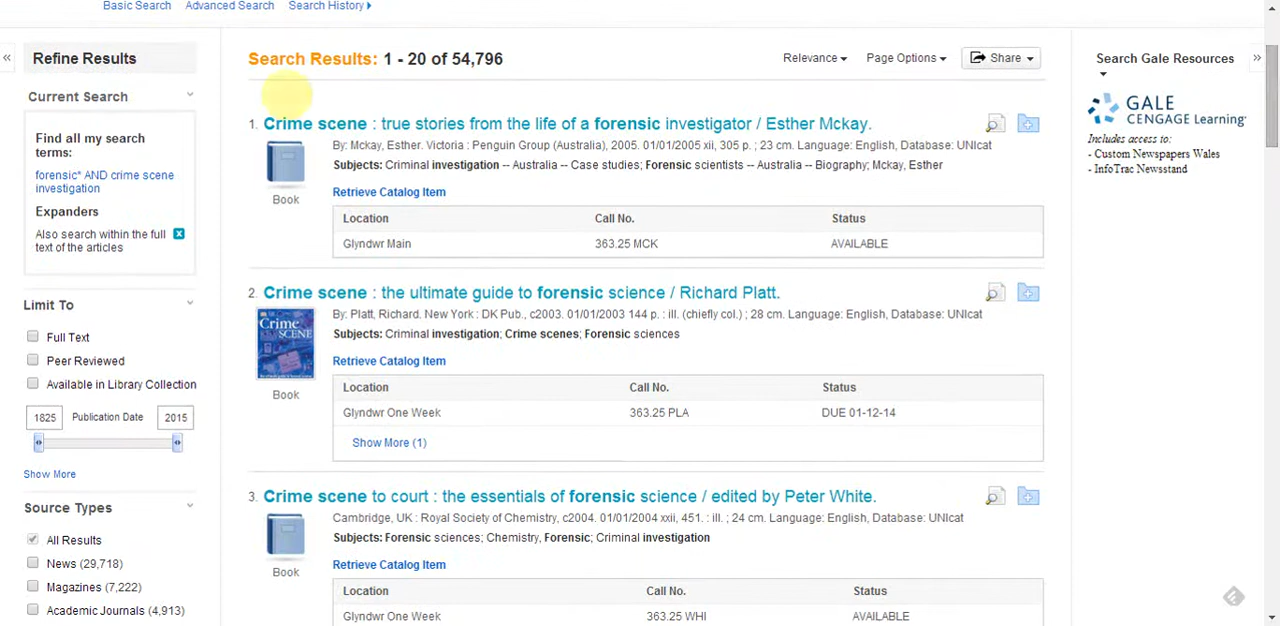 Basic Search Advanced Search Search History
Refine Results
Current Search
Find all my search
terms:
forensic* AND crime scene
investigation
Expanders
Also search within the full
text of the articles
Limit To
Full Text
Peer Reviewed
Available in Library Collection
1825 Publication Date 2015
Show More
Source Types
All Results
News (29,718)
Magazines (7,222)
Academic Journals (4,913)
Search Results: 1 - 20 of 54,796
Relevance Page Options Share
1. Crime scene : true stories from the life of a forensic investigator / Esther Mckay.
By: Mckay, Esther. Victoria : Penguin Group (Australia), 2005. 01/01/2005 xii, 305 p. ; 23 cm. Language: English, Database: UNIcat
Subjects: Criminal investigation -- Australia -- Case studies; Forensic scientists -- Australia -- Biography; Mckay, Esther
Book
Retrieve Catalog Item
Location Call No. Status
Glyndwr Main 363.25 MCK AVAILABLE
2. Crime scene : the ultimate guide to forensic science / Richard Platt.
By: Platt, Richard. New York : DK Pub., c2003. 01/01/2003 144 p. : ill. (chiefly col.) ; 28 cm. Language: English, Database: UNIcat
Subjects: Criminal investigation; Crime scenes; Forensic sciences
Crime
SCENE
Book
Retrieve Catalog Item
Location Call No. Status
Glyndwr One Week 363.25 PLA DUE 01-12-14
Show More (1)
3. Crime scene to court : the essentials of forensic science / edited by Peter White.
Cambridge, UK : Royal Society of Chemistry, c2004. 01/01/2004 xxii, 451. : ill. ; 24 cm. Language: English, Database: UNIcat
Subjects: Forensic sciences; Chemistry, Forensic; Criminal investigation
Book
Retrieve Catalog Item
Location Call No. Status
Glyndwr One Week 363.25 WHI AVAILABLE
Search Gale Resources
GALE
CENGAGE Learning
Includes access to:
- Custom Newspapers Wales
- InfoTrac Newsstand